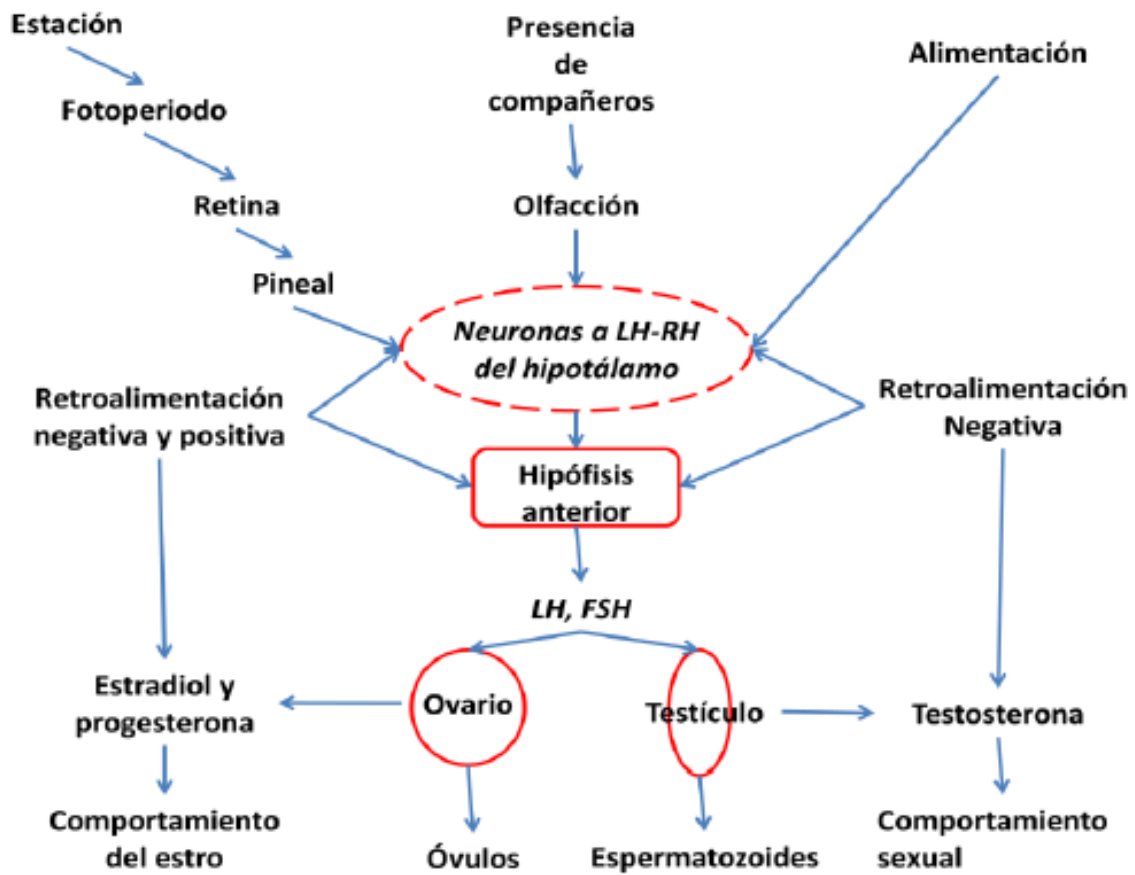 Estación
Fotoperiodo
Retina
Pineal
Presencia
de
compañeros
Olfacción
Alimentación
Neuronas a LH-RH
del hipotálamo
Retroalimentación
negativa y positiva
Retroalimentación
Negativa
Hipófisis
anterior
LH, FSH
Estradiol y
progesterona
Ovario
Testículo
Testosterona
Comportamiento
del estro
Óvulos
Espermatozoides
Comportamiento
sexual